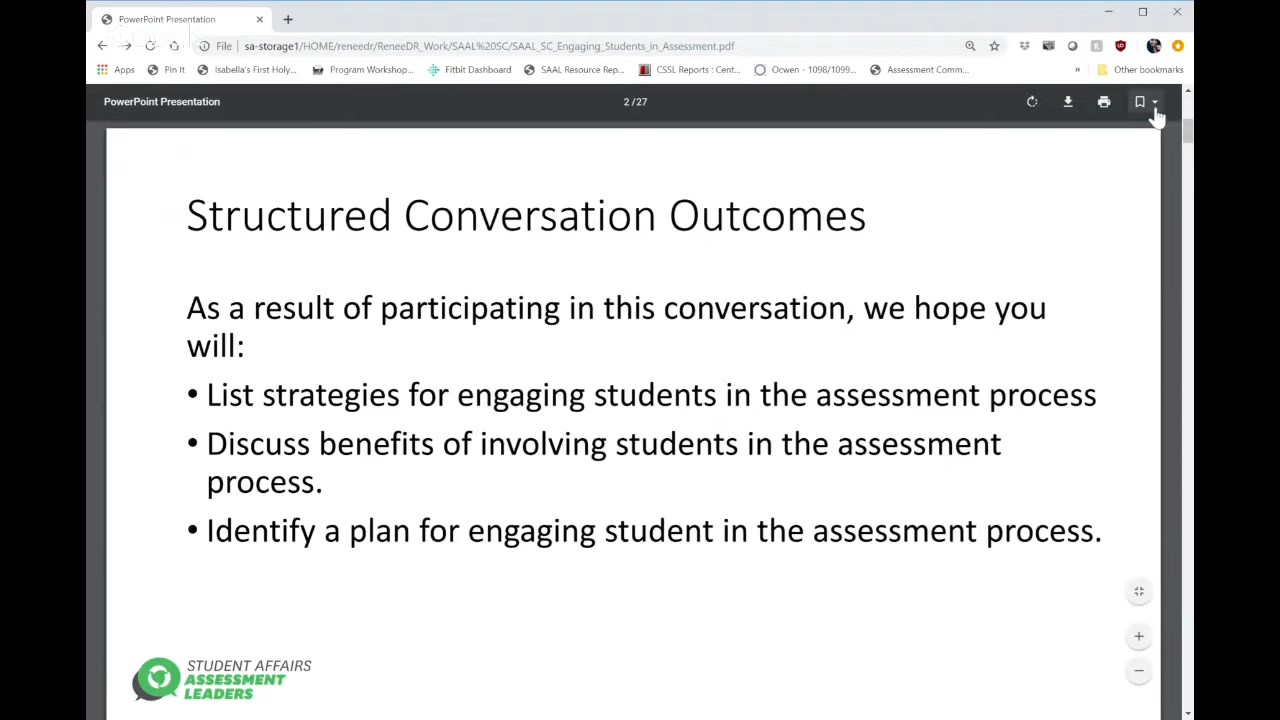 PowerPoint Presentation
File
sa-storage1/HOME/reneedr/ReneeDR_Work/SAAL%20SC/SAAL_SC_Engaging_Students_in_Assessment.pdf
Apps Pin It Isabella's First Holy... Program Workshop... Fitbit Dashboard SAAL Resource Rep... CSSL Reports : Cent... Ocwen - 1098/1099... Assessment Comm... » Other bookmarks
PowerPoint Presentation 2 / 27
Structured Conversation Outcomes
As a result of participating in this conversation, we hope you
will:
• List strategies for engaging students in the assessment process
• Discuss benefits of involving students in the assessment
process.
• Identify a plan for engaging student in the assessment process.
STUDENT AFFAIRS
ASSESSMENT
LEADERS